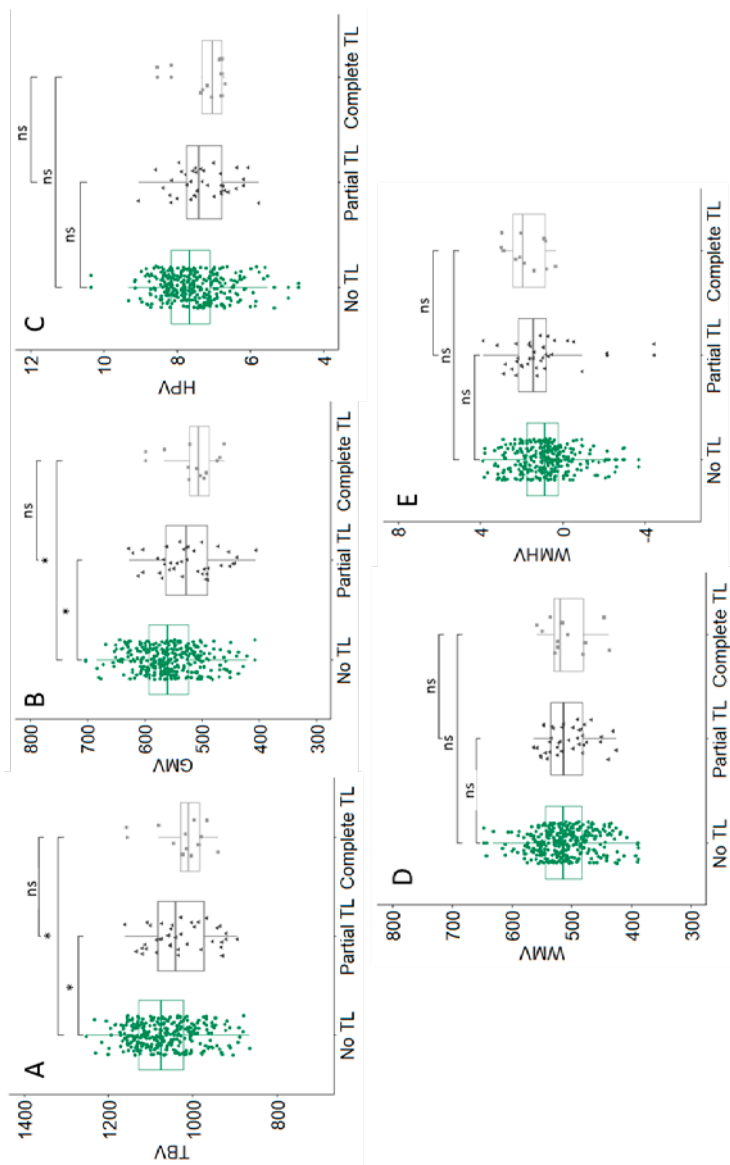 A
TBV
1400
1200
1000
800
ns
*
*
No TL
Partial TL
Complete TL
B
GMV
800
700
600
500
400
300
ns
*
*
No TL
Partial TL
Complete TL
C
HPV
12
10
8
6
4
ns
ns
ns
No TL
Partial TL
Complete TL
D
WMV
800
700
600
500
400
300
ns
ns
ns
No TL
Partial TL
Complete TL
E
WMHV
8
4
0
-4
ns
ns
ns
No TL
Partial TL
Complete TL